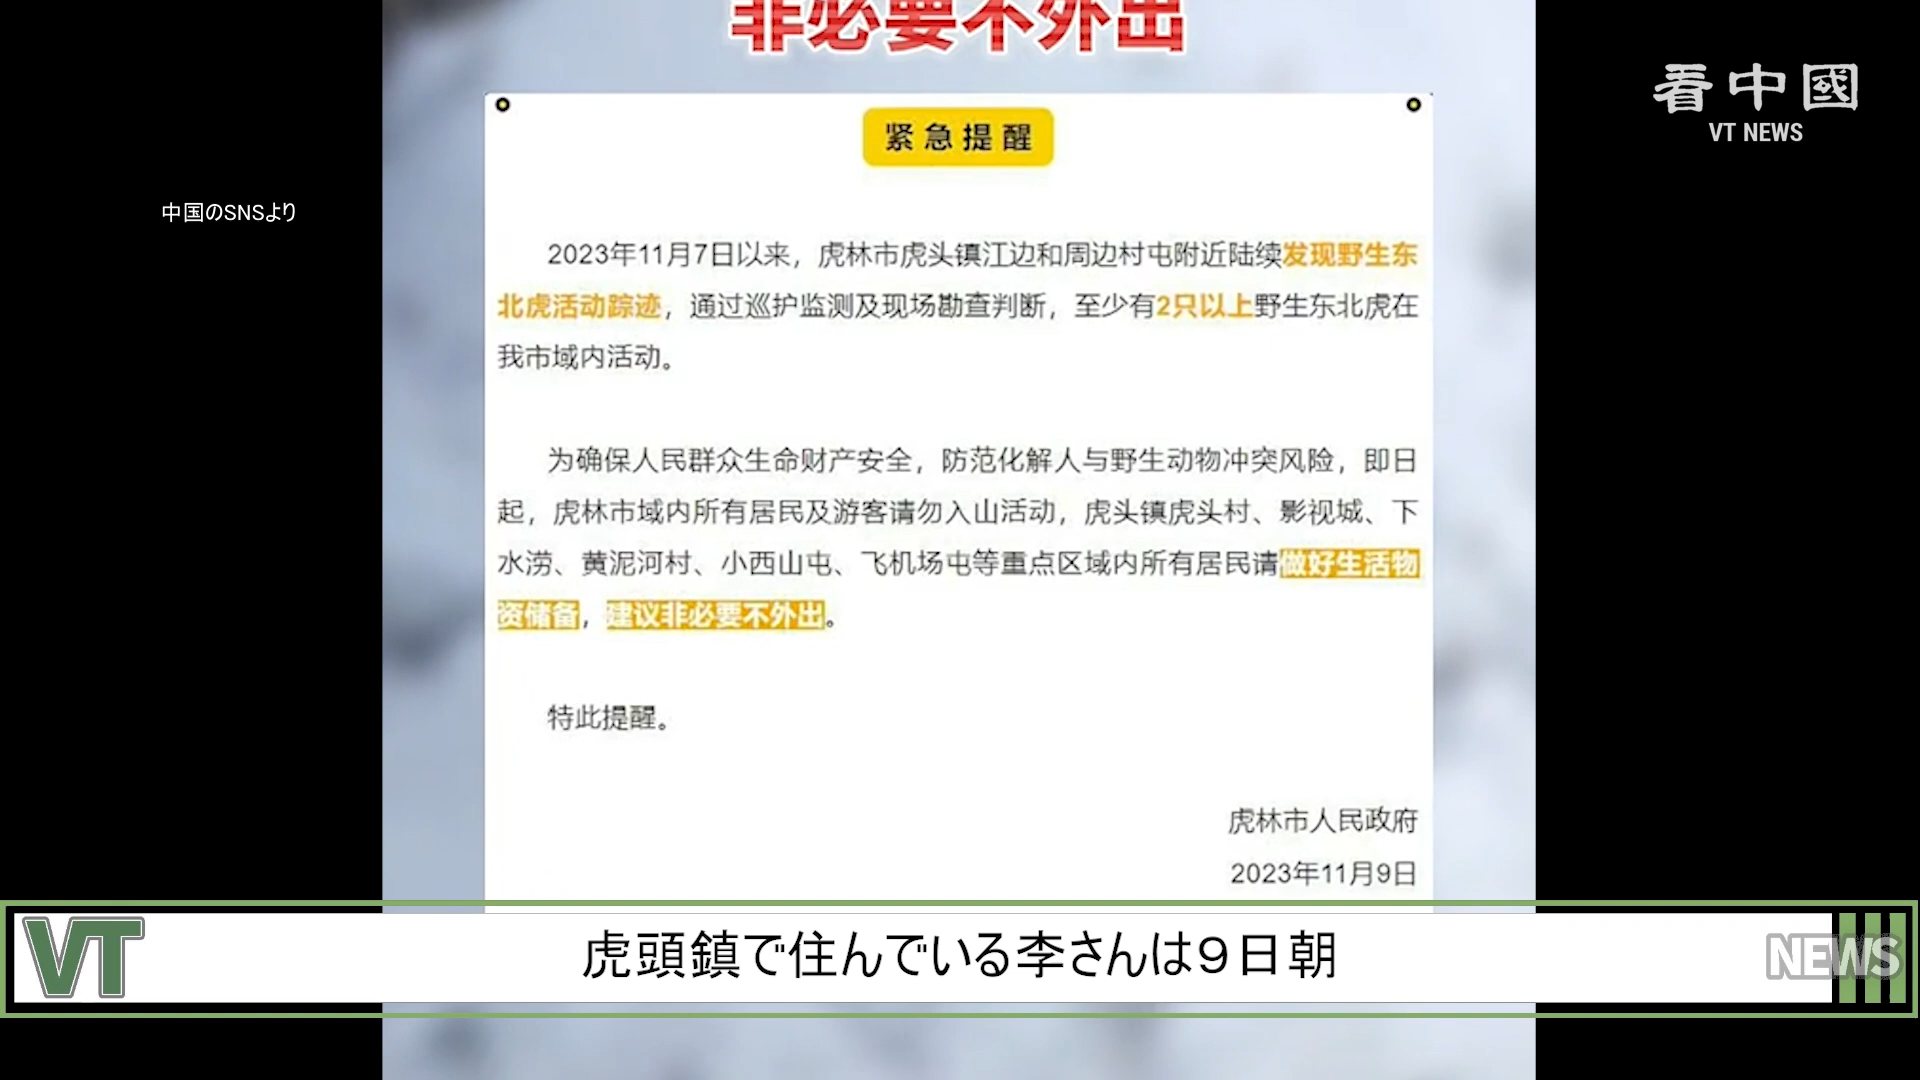 非必要不外出
看中國
VT NEWS
紧急提醒
中国のSNSより
2023年11月7日以来，虎林市虎头镇江边和周边村屯附近陆续发现野生东
北虎活动踪迹，通过巡护监测及现场勘查判断，至少有2只以上野生东北虎在
我市域内活动。
为确保人民群众生命财产安全，防范化解人与野生动物冲突风险，即日
起，虎林市域内所有居民及游客请勿入山活动，虎头镇虎头村、影视城、下
水涝、黄泥河村、小西山屯、飞机场屯等重点区域内所有居民请做好生活物
资储备，建议非必要不外出。
特此提醒。
虎林市人民政府
2023年11月9日
VT
虎頭鎮で住んでいる李さんは９日朝
NEWS